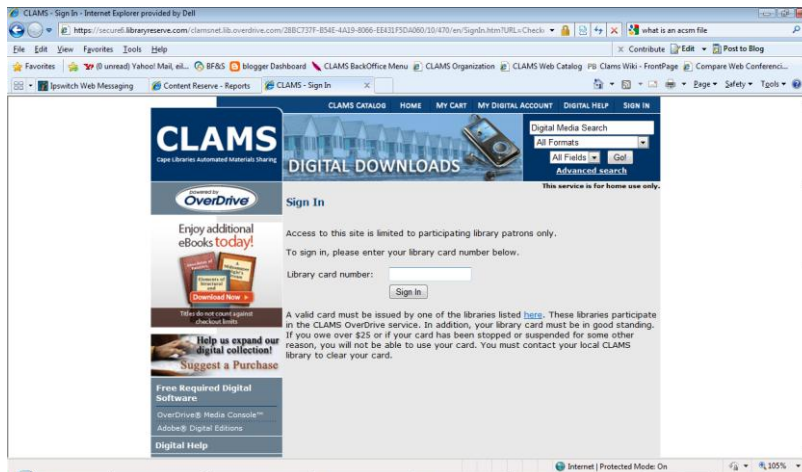 CLAMS - Sign In - Internet Explorer provided by Dell
https://secure6.libraryreserve.com/clamsnet.lib.overdrive.com/28BC737F-B54E-4A19-8066-EE431F5DA060/10/470/en/SignIn.htm?URL=Checko
what is an acsm file
File Edit View Favorites Tools Help
x Contribute Edit Post to Blog
Favorites (0 unread) Yahoo! Mail, eil... BF&S blogger Dashboard CLAMS BackOffice Menu CLAMS Organization CLAMS Web Catalog PB Clams Wiki - FrontPage Compare Web Conferenci...
Ipswitch Web Messaging Content Reserve - Reports CLAMS - Sign In X
Page Safety Tools
CLAMS CATALOG HOME MY CART MY DIGITAL ACCOUNT DIGITAL HELP SIGN IN
CLAMS
Cape Libraries Automated Materials Sharing
DIGITAL DOWNLOADS
Digital Media Search
All Formats
All Fields Go!
Advanced search
This service is for home use only.
powered by
OverDrive
Enjoy additional
eBooks today!
Download Now
Titles do not count against
checkout limits
Help us expand our
digital collection!
Suggest a Purchase
Free Required Digital
Software
OverDrive® Media Console™
Adobe® Digital Editions
Digital Help
Sign In
Access to this site is limited to participating library patrons only.
To sign in, please enter your library card number below.
Library card number:
Sign In
A valid card must be issued by one of the libraries listed here. These libraries participate
in the CLAMS OverDrive service. In addition, your library card must be in good standing.
If you owe over $25 or if your card has been stopped or suspended for some other
reason, you will not be able to use your card. You must contact your local CLAMS
library to clear your card.
Internet | Protected Mode: On
105%